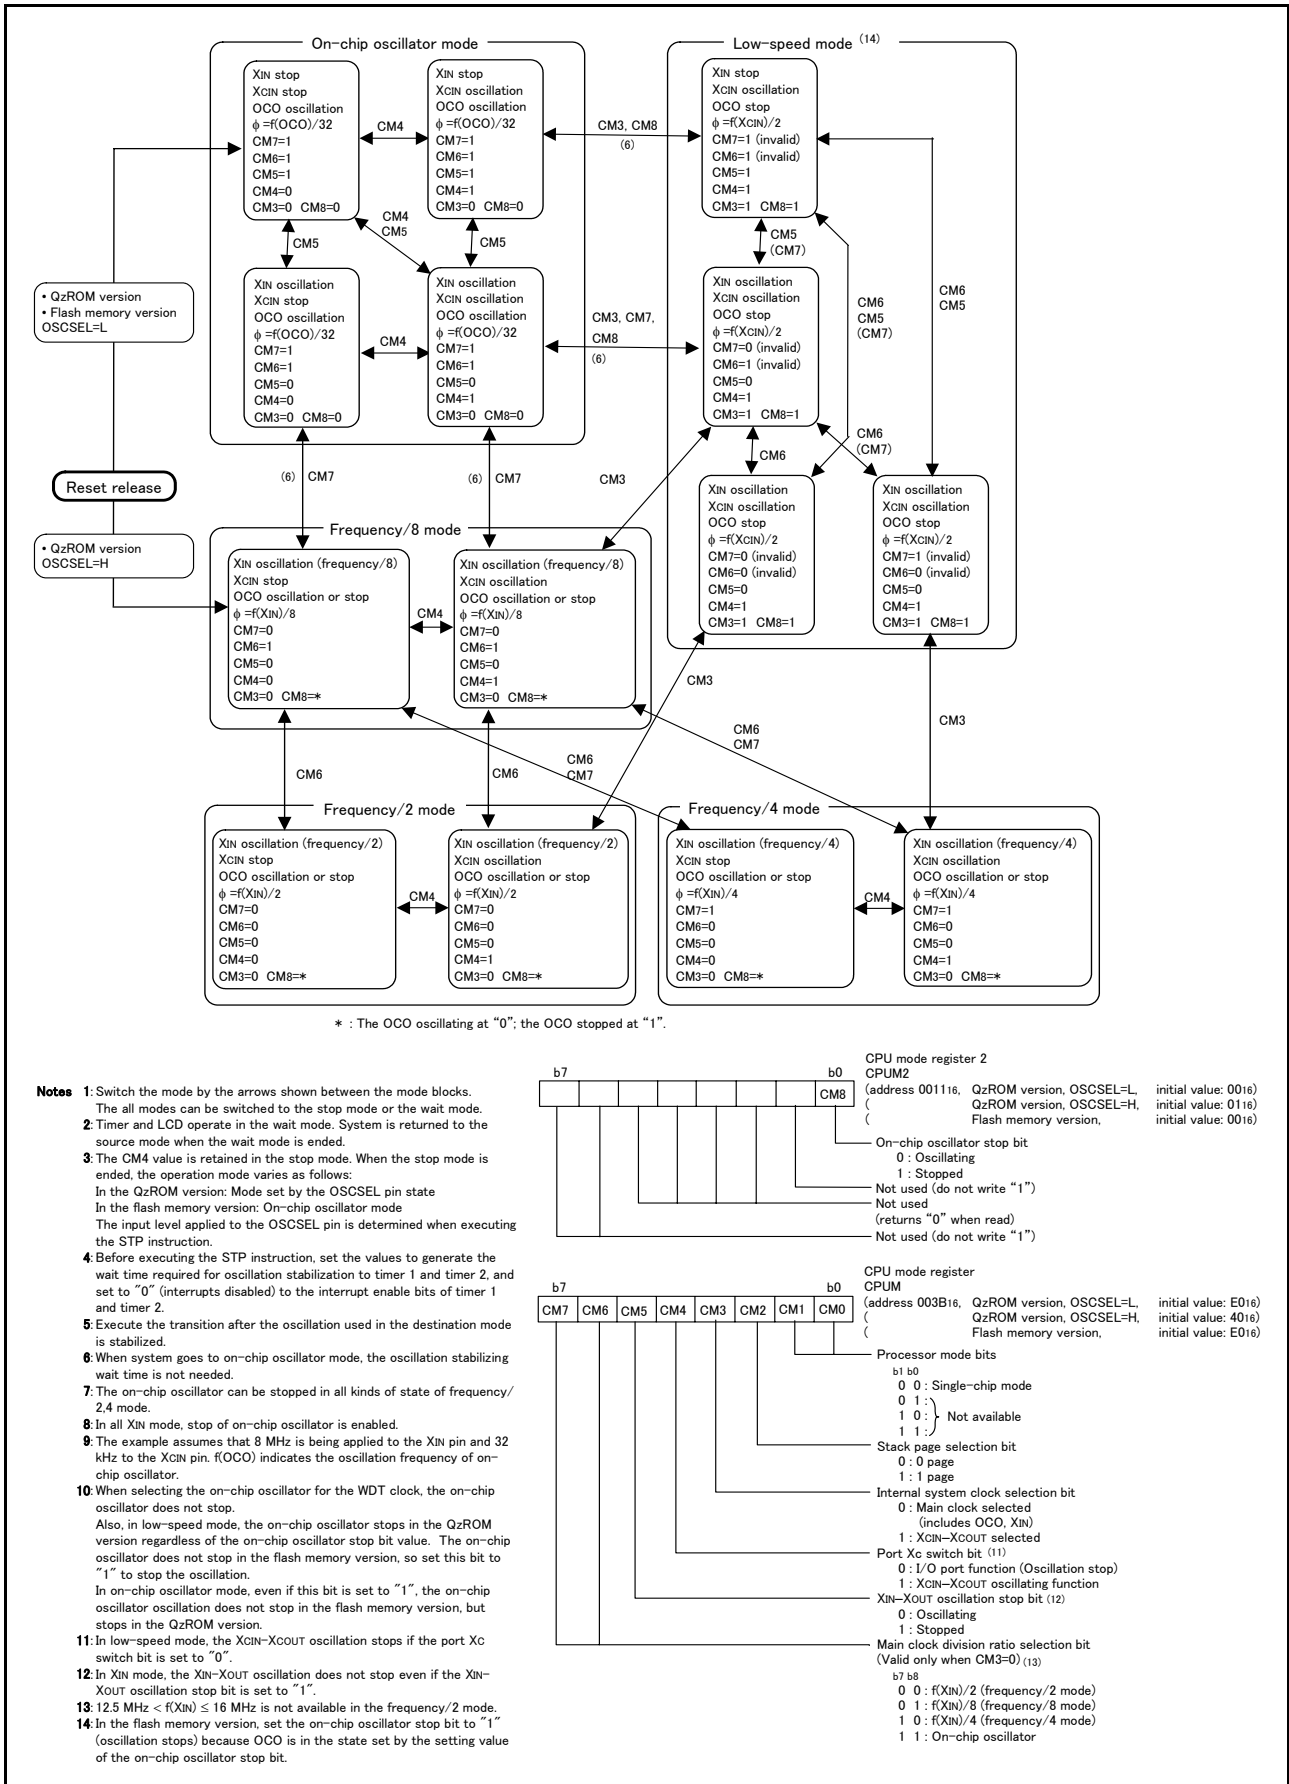 On-chip oscillator mode
XIN stop
XCIN stop
OCO oscillation
ϕ =f(OCO)/32
CM7=1
CM6=1
CM5=1
CM4=0
CM3=0 CM8=0
CM4
XIN stop
XCIN oscillation
OCO oscillation
ϕ =f(OCO)/32
CM7=1
CM6=1
CM5=1
CM4=1
CM3=0 CM8=0
CM5
CM4
CM5
CM5
XIN oscillation
XCIN stop
OCO oscillation
ϕ =f(OCO)/32
CM7=1
CM6=1
CM5=0
CM4=0
CM3=0 CM8=0
CM4
XIN oscillation
XCIN oscillation
OCO oscillation
ϕ =f(OCO)/32
CM7=1
CM6=1
CM5=0
CM4=1
CM3=0 CM8=0
CM3, CM8
(6)
CM3, CM7,
CM8
(6)
Low-speed mode (14)
XIN stop
XCIN oscillation
OCO stop
ϕ =f(XCIN)/2
CM7=1 (invalid)
CM6=1 (invalid)
CM5=1
CM4=1
CM3=1 CM8=1
CM5
(CM7)
XIN oscillation
XCIN oscillation
OCO stop
ϕ =f(XCIN)/2
CM7=0 (invalid)
CM6=1 (invalid)
CM5=0
CM4=1
CM3=1 CM8=1
CM6
CM5
(CM7)
CM6
CM5
CM6
CM6
(CM7)
XIN oscillation
XCIN oscillation
OCO stop
ϕ =f(XCIN)/2
CM7=0 (invalid)
CM6=0 (invalid)
CM5=0
CM4=1
CM3=1 CM8=1
XIN oscillation
XCIN oscillation
OCO stop
ϕ =f(XCIN)/2
CM7=1 (invalid)
CM6=0 (invalid)
CM5=0
CM4=1
CM3=1 CM8=1
• QzROM version
• Flash memory version
OSCSEL=L
Reset release
• QzROM version
OSCSEL=H
(6) CM7
(6) CM7
CM3
Frequency/8 mode
XIN oscillation (frequency/8)
XCIN stop
OCO oscillation or stop
ϕ =f(XIN)/8
CM7=0
CM6=1
CM5=0
CM4=0
CM3=0 CM8=*
CM4
XIN oscillation (frequency/8)
XCIN oscillation
OCO oscillation or stop
ϕ =f(XIN)/8
CM7=0
CM6=1
CM5=0
CM4=1
CM3=0 CM8=*
CM3
CM6
CM6
CM6
CM7
CM6
CM7
CM3
Frequency/2 mode
XIN oscillation (frequency/2)
XCIN stop
OCO oscillation or stop
ϕ =f(XIN)/2
CM7=0
CM6=0
CM5=0
CM4=0
CM3=0 CM8=*
CM4
XIN oscillation (frequency/2)
XCIN oscillation
OCO oscillation or stop
ϕ =f(XIN)/2
CM7=0
CM6=0
CM5=0
CM4=1
CM3=0 CM8=*
Frequency/4 mode
XIN oscillation (frequency/4)
XCIN stop
OCO oscillation or stop
ϕ =f(XIN)/4
CM7=1
CM6=0
CM5=0
CM4=0
CM3=0 CM8=*
CM4
XIN oscillation (frequency/4)
XCIN oscillation
OCO oscillation or stop
ϕ =f(XIN)/4
CM7=1
CM6=0
CM5=0
CM4=1
CM3=0 CM8=*
* : The OCO oscillating at “0”; the OCO stopped at “1”.
Notes 1: Switch the mode by the arrows shown between the mode blocks.
The all modes can be switched to the stop mode or the wait mode.
2: Timer and LCD operate in the wait mode. System is returned to the
source mode when the wait mode is ended.
3: The CM4 value is retained in the stop mode. When the stop mode is
ended, the operation mode varies as follows:
In the QzROM version: Mode set by the OSCSEL pin state
In the flash memory version: On-chip oscillator mode
The input level applied to the OSCSEL pin is determined when executing
the STP instruction.
4: Before executing the STP instruction, set the values to generate the
wait time required for oscillation stabilization to timer 1 and timer 2, and
set to "0" (interrupts disabled) to the interrupt enable bits of timer 1
and timer 2.
5: Execute the transition after the oscillation used in the destination mode
is stabilized.
6: When system goes to on-chip oscillator mode, the oscillation stabilizing
wait time is not needed.
7: The on-chip oscillator can be stopped in all kinds of state of frequency/
2,4 mode.
8: In all XIN mode, stop of on-chip oscillator is enabled.
9: The example assumes that 8 MHz is being applied to the XIN pin and 32
kHz to the XCIN pin. f(OCO) indicates the oscillation frequency of on-
chip oscillator.
10: When selecting the on-chip oscillator for the WDT clock, the on-chip
oscillator does not stop.
Also, in low-speed mode, the on-chip oscillator stops in the QzROM
version regardless of the on-chip oscillator stop bit value. The on-chip
oscillator does not stop in the flash memory version, so set this bit to
"1" to stop the oscillation.
In on-chip oscillator mode, even if this bit is set to "1", the on-chip
oscillator oscillation does not stop in the flash memory version, but
stops in the QzROM version.
11: In low-speed mode, the XCIN-XCOUT oscillation stops if the port XC
switch bit is set to "0".
12: In XIN mode, the XIN-XOUT oscillation does not stop even if the XIN-
XOUT oscillation stop bit is set to "1".
13: 12.5 MHz < f(XIN) ≤ 16 MHz is not available in the frequency/2 mode.
14: In the flash memory version, set the on-chip oscillator stop bit to "1"
(oscillation stops) because OCO is in the state set by the setting value
of the on-chip oscillator stop bit.
b7 b0
CM8
CPU mode register 2
CPUM2
(address 001116, QzROM version, OSCSEL=L, initial value: 0016)
( QzROM version, OSCSEL=H, initial value: 0116)
( Flash memory version, initial value: 0016)
On-chip oscillator stop bit
0 : Oscillating
1 : Stopped
Not used (do not write “1”)
Not used
(returns “0” when read)
Not used (do not write “1”)
b7 b0
CM7 CM6 CM5 CM4 CM3 CM2 CM1 CM0
CPU mode register
CPUM
(address 003B16, QzROM version, OSCSEL=L, initial value: E016)
( QzROM version, OSCSEL=H, initial value: 4016)
( Flash memory version, initial value: E016)
Processor mode bits
b1 b0
0 0 : Single-chip mode
0 1 :
1 0 : Not available
1 1 :
Stack page selection bit
0 : 0 page
1 : 1 page
Internal system clock selection bit
0 : Main clock selected
(includes OCO, XIN)
1 : XCIN-XCOUT selected
Port Xc switch bit (11)
0 : I/O port function (Oscillation stop)
1 : XCIN-XCOUT oscillating function
XIN-XOUT oscillation stop bit (12)
0 : Oscillating
1 : Stopped
Main clock division ratio selection bit
(Valid only when CM3=0) (13)
b7 b8
0 0 : f(XIN)/2 (frequency/2 mode)
0 1 : f(XIN)/8 (frequency/8 mode)
1 0 : f(XIN)/4 (frequency/4 mode)
1 1 : On-chip oscillator